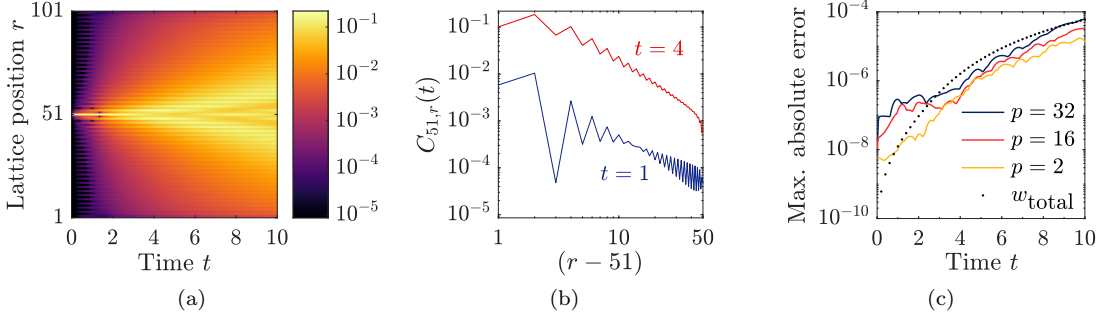 101
51
1
Lattice position r
0 2 4 6 8 10
Time t
10⁻¹
10⁻²
10⁻³
10⁻⁴
10⁻⁵
(a)
10⁻¹
10⁻²
10⁻³
10⁻⁴
10⁻⁵
C₅₁,ᵣ(t)
t = 4
t = 1
1 10 50
(r − 51)
(b)
10⁻⁴
10⁻⁶
10⁻⁸
10⁻¹⁰
Max. absolute error
p = 32
p = 16
p = 2
w_total
0 2 4 6 8 10
Time t
(c)